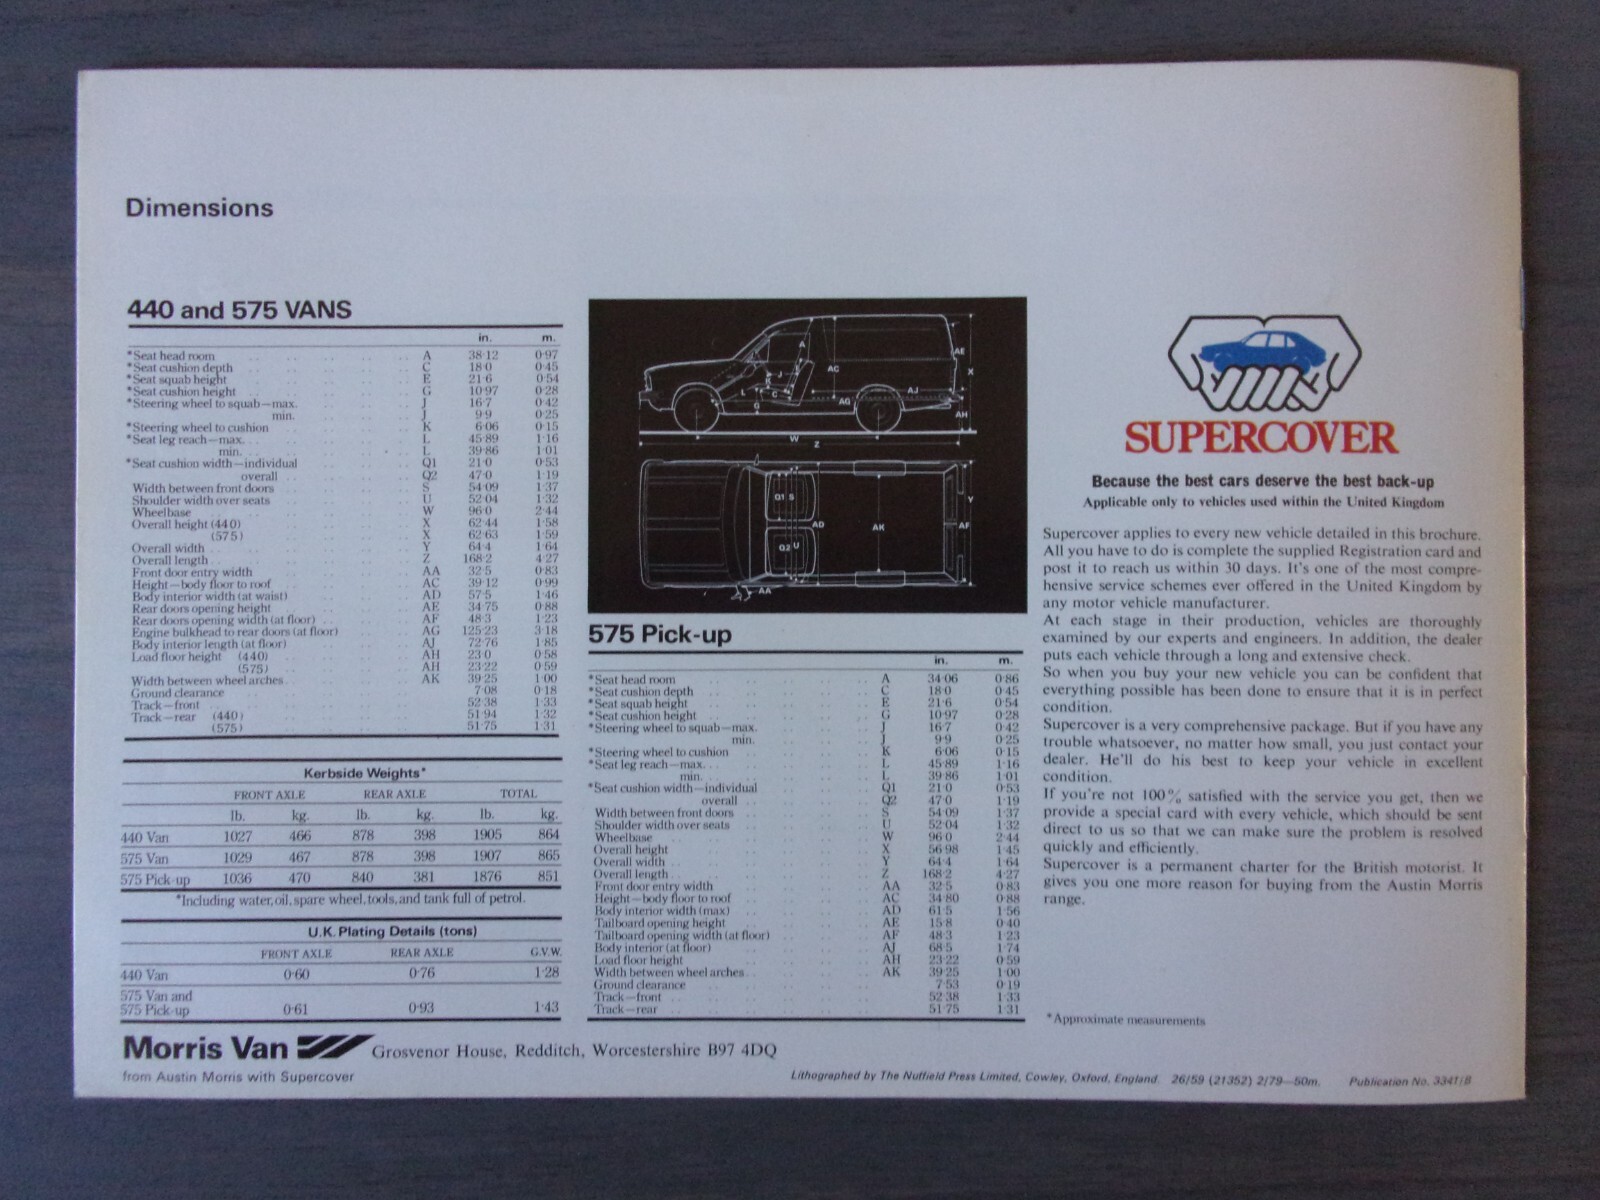 Dimensions
440 and 575 VANS
in. m.
*Seat head room A 38·12 0·97
*Seat cushion depth C 18·0 0·45
*Seat squab height E 21·6 0·54
*Seat cushion height G 10·97 0·28
*Steering wheel to squab—max. J 16·7 0·42
min. J 9·9 0·25
*Steering wheel to cushion K 6·06 0·15
*Seat leg reach—max. L 45·89 1·16
min. L 39·86 1·01
*Seat cushion width—individual Q1 21·0 0·53
overall Q2 47·0 1·19
Width between front doors S 54·09 1·37
Shoulder width over seats U 52·04 1·32
Wheelbase W 96·0 2·44
Overall height (440) X 62·44 1·58
(575) X 62·63 1·59
Overall width Y 64·4 1·64
Overall length Z 168·2 4·27
Front door entry width AA 32·5 0·83
Height—body floor to roof AC 39·12 0·99
Body interior width (at waist) AD 57·5 1·46
Rear doors opening height AE 34·75 0·88
Rear doors opening width (at floor) AF 48·3 1·23
Engine bulkhead to rear doors (at floor) AG 125·23 3·18
Body interior length (at floor) AJ 72·76 1·85
Load floor height (440) AH 23·0 0·58
(575) AH 23·22 0·59
Width between wheel arches AK 39·25 1·00
Ground clearance 7·08 0·18
Track—front 52·38 1·33
Track—rear (440) 51·94 1·32
(575) 51·75 1·31
Kerbside Weights*
FRONT AXLE REAR AXLE TOTAL
lb. kg. lb. kg. lb. kg.
440 Van 1027 466 878 398 1905 864
575 Van 1029 467 878 398 1907 865
575 Pick-up 1036 470 840 381 1876 851
*Including water, oil, spare wheel, tools, and tank full of petrol.
U.K. Plating Details (tons)
FRONT AXLE REAR AXLE G.V.W.
440 Van 0·60 0·76 1·28
575 Van and
575 Pick-up 0·61 0·93 1·43
A
AE
X
AC
J
K
L
C
AJ
G
AG
AH
W
Z
Q1 S
Y
AD
AK
AF
Q2 U
AA
575 Pick-up
in. m.
*Seat head room A 34·06 0·86
*Seat cushion depth C 18·0 0·45
*Seat squab height E 21·6 0·54
*Seat cushion height G 10·97 0·28
*Steering wheel to squab—max. J 16·7 0·42
min. J 9·9 0·25
*Steering wheel to cushion K 6·06 0·15
*Seat leg reach—max. L 45·89 1·16
min. L 39·86 1·01
*Seat cushion width—individual Q1 21·0 0·53
overall Q2 47·0 1·19
Width between front doors S 54·09 1·37
Shoulder width over seats U 52·04 1·32
Wheelbase W 96·0 2·44
Overall height X 56·98 1·45
Overall width Y 64·4 1·64
Overall length Z 168·2 4·27
Front door entry width AA 32·5 0·83
Height—body floor to roof AC 34·80 0·88
Body interior width (max) AD 61·5 1·56
Tailboard opening height AE 15·8 0·40
Tailboard opening width (at floor) AF 48·3 1·23
Body interior (at floor) AJ 68·5 1·74
Load floor height AH 23·22 0·59
Width between wheel arches AK 39·25 1·00
Ground clearance 7·53 0·19
Track—front 52·38 1·33
Track—rear 51·75 1·31
SUPERCOVER
Because the best cars deserve the best back-up
Applicable only to vehicles used within the United Kingdom
Supercover applies to every new vehicle detailed in this brochure.
All you have to do is complete the supplied Registration card and
post it to reach us within 30 days. It's one of the most compre-
hensive service schemes ever offered in the United Kingdom by
any motor vehicle manufacturer.
At each stage in their production, vehicles are thoroughly
examined by our experts and engineers. In addition, the dealer
puts each vehicle through a long and extensive check.
So when you buy your new vehicle you can be confident that
everything possible has been done to ensure that it is in perfect
condition.
Supercover is a very comprehensive package. But if you have any
trouble whatsoever, no matter how small, you just contact your
dealer. He'll do his best to keep your vehicle in excellent
condition.
If you're not 100% satisfied with the service you get, then we
provide a special card with every vehicle, which should be sent
direct to us so that we can make sure the problem is resolved
quickly and efficiently.
Supercover is a permanent charter for the British motorist. It
gives you one more reason for buying from the Austin Morris
range.
*Approximate measurements
Morris Van Grosvenor House, Redditch, Worcestershire B97 4DQ
from Austin Morris with Supercover
Lithographed by The Nuffield Press Limited, Cowley, Oxford, England. 26/59 (21352) 2/79—50m. Publication No. 3341/B